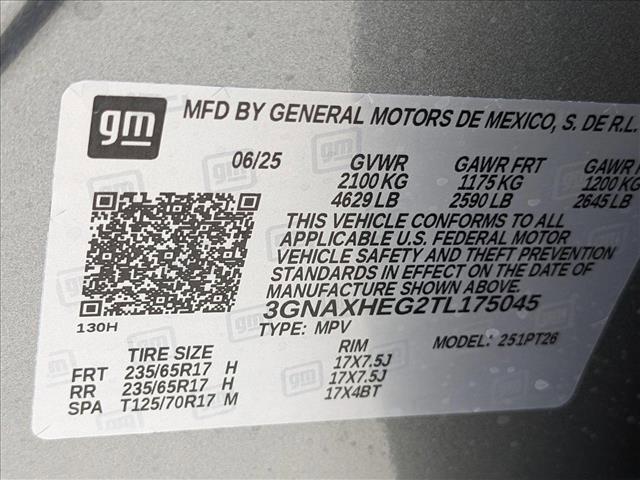 gm
MFD BY GENERAL MOTORS DE MEXICO, S. DE R.L.
06/25 GVWR GAWR FRT GAWR
2100 KG 1175 KG 1200 KG
4629 LB 2590 LB 2645 LB
THIS VEHICLE CONFORMS TO ALL
APPLICABLE U.S. FEDERAL MOTOR
VEHICLE SAFETY AND THEFT PREVENTION
STANDARDS IN EFFECT ON THE DATE OF
MANUFACTURE SHOWN ABOVE.
3GNAXHEG2TL175045
130H
TYPE: MPV MODEL: 251PT26
TIRE SIZE RIM
FRT 235/65R17 H 17X7.5J
RR 235/65R17 H 17X7.5J
SPA T125/70R17 M 17X4BT